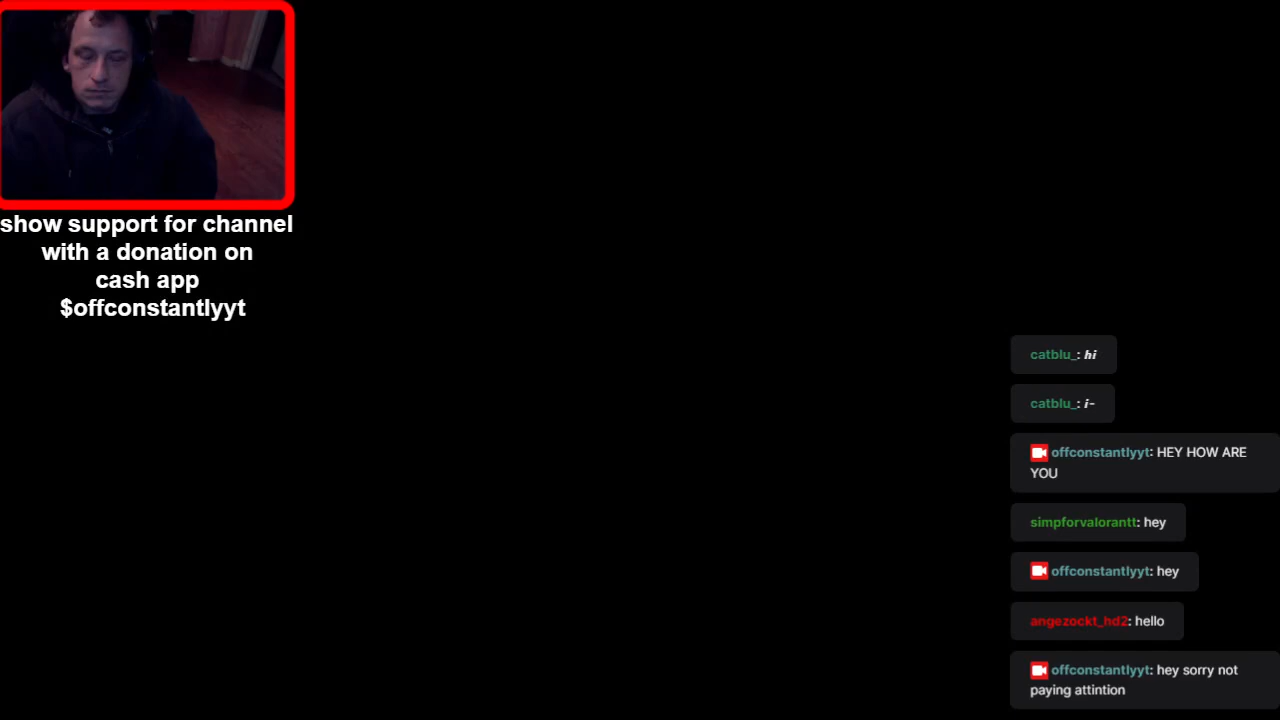 show support for channel
with a donation on
cash app
$offconstantlyyt
catblu_: hi
catblu_: i-
offconstantlyyt: HEY HOW ARE
YOU
simpforvalorantt: hey
offconstantlyyt: hey
angezockt_hd2: hello
offconstantlyyt: hey sorry not
paying attintion